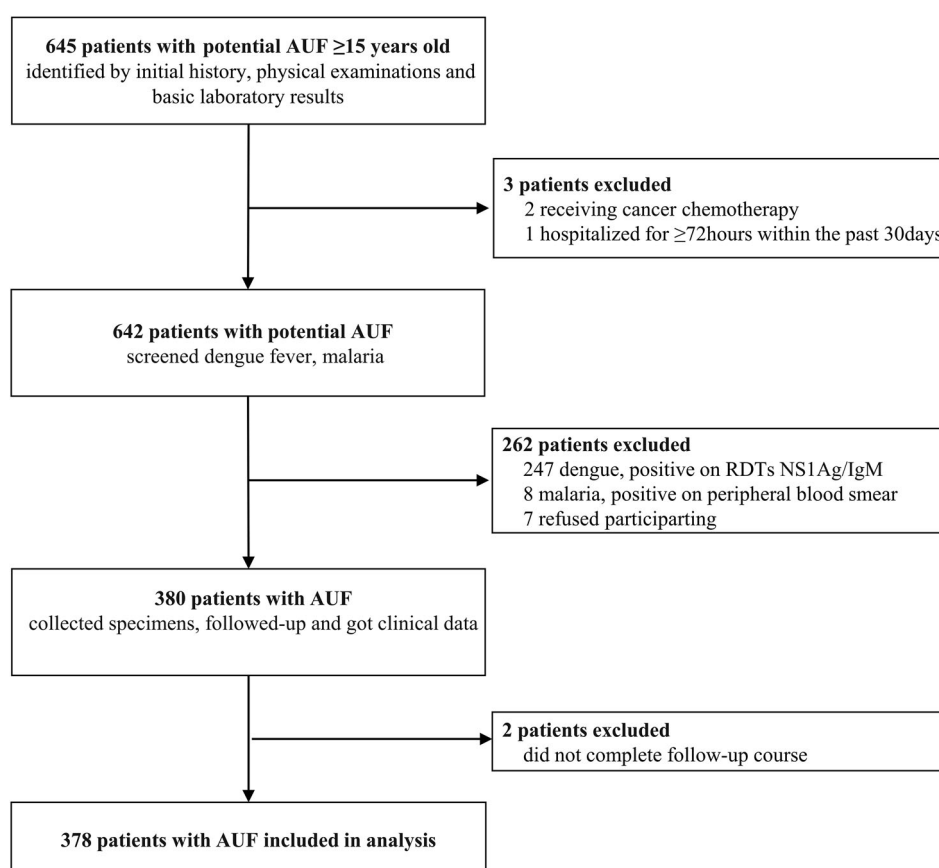 645 patients with potential AUF ≥15 years old
identified by initial history, physical examinations and
basic laboratory results
3 patients excluded
2 receiving cancer chemotherapy
1 hospitalized for ≥72hours within the past 30days
642 patients with potential AUF
screened dengue fever, malaria
262 patients excluded
247 dengue, positive on RDTs NS1Ag/IgM
8 malaria, positive on peripheral blood smear
7 refused participarting
380 patients with AUF
collected specimens, followed-up and got clinical data
2 patients excluded
did not complete follow-up course
378 patients with AUF included in analysis